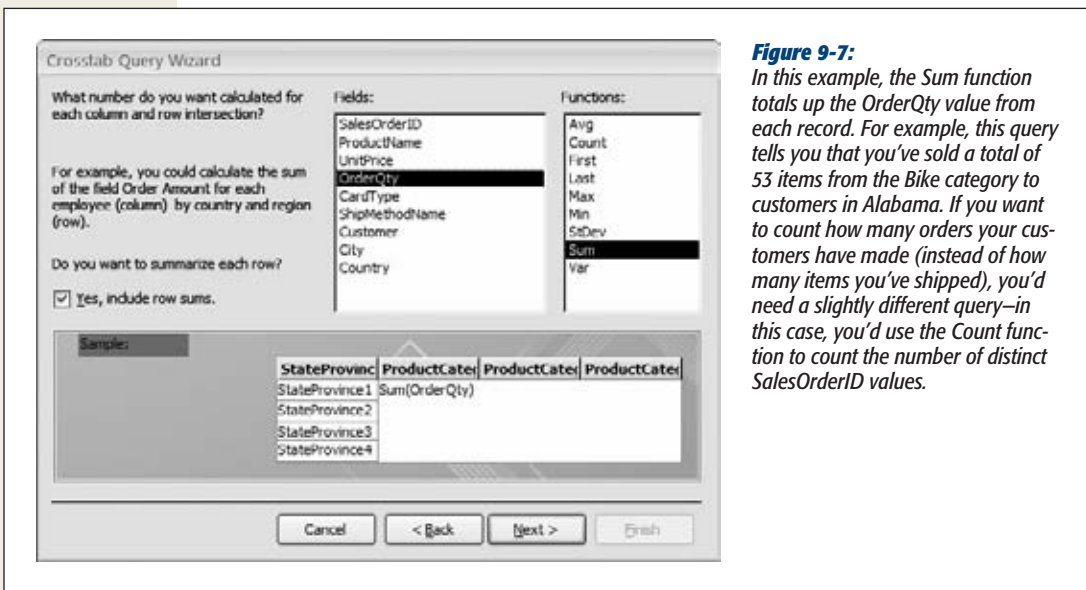 Crosstab Query Wizard
What number do you want calculated for
each column and row intersection?
For example, you could calculate the sum
of the field Order Amount for each
employee (column) by country and region
(row).
Do you want to summarize each row?
Yes, include row sums.
Fields:
SalesOrderID
ProductName
UnitPrice
OrderQty
CardType
ShipMethodName
Customer
City
Country
Functions:
Avg
Count
First
Last
Max
Min
StDev
Sum
Var
Sample:
StateProvinc ProductCate ProductCate ProductCate
StateProvince1 Sum(OrderQty)
StateProvince2
StateProvince3
StateProvince4
Cancel
< Back
Next >
Finish
Figure 9-7:
In this example, the Sum function
totals up the OrderQty value from
each record. For example, this query
tells you that you've sold a total of
53 items from the Bike category to
customers in Alabama. If you want
to count how many orders your cus-
tomers have made (instead of how
many items you've shipped), you'd
need a slightly different query—in
this case, you'd use the Count func-
tion to count the number of distinct
SalesOrderID values.